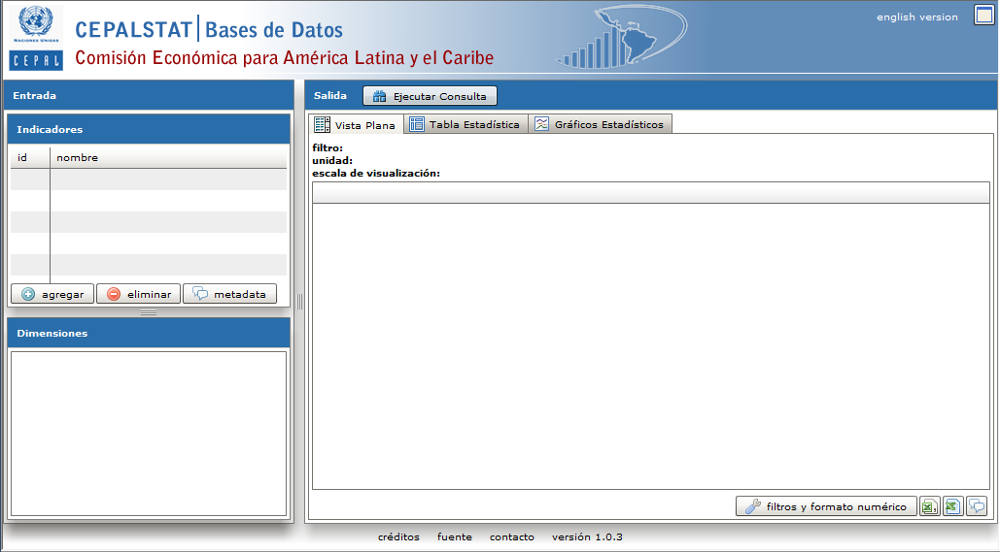 NACIONES UNIDAS
CEPAL
CEPALSTAT | Bases de Datos
Comisión Económica para América Latina y el Caribe
english version
Entrada
Indicadores
id nombre
agregar eliminar metadata
Dimensiones
Salida Ejecutar Consulta
Vista Plana Tabla Estadística Gráficos Estadísticos
filtro:
unidad:
escala de visualización:
filtros y formato numérico
créditos fuente contacto versión 1.0.3